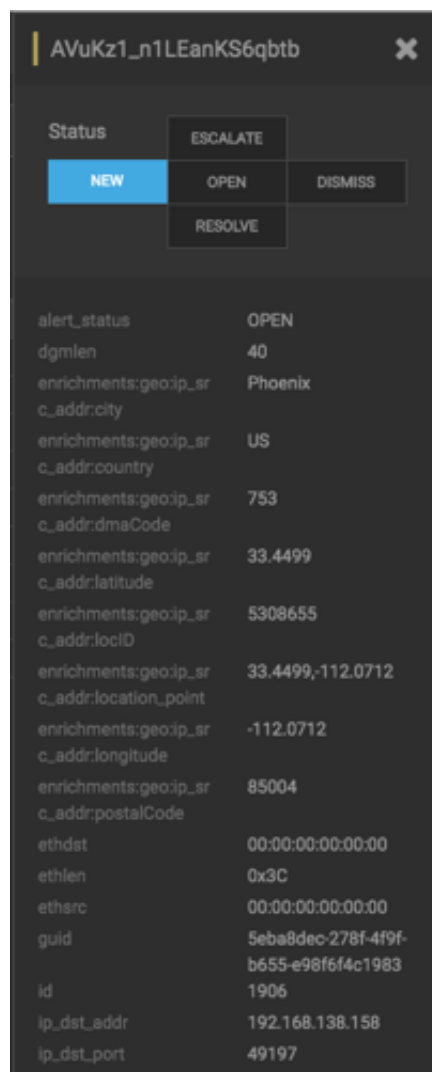 AVuKz1_n1LEanKS6qbtb
Status
ESCALATE
NEW OPEN DISMISS
RESOLVE
alert_status OPEN
dgmlen 40
enrichments:geo:ip_sr Phoenix
c_addr:city
enrichments:geo:ip_sr US
c_addr:country
enrichments:geo:ip_sr 753
c_addr:dmaCode
enrichments:geo:ip_sr 33.4499
c_addr:latitude
enrichments:geo:ip_sr 5308655
c_addr:locID
enrichments:geo:ip_sr 33.4499,-112.0712
c_addr:location_point
enrichments:geo:ip_sr -112.0712
c_addr:longitude
enrichments:geo:ip_sr 85004
c_addr:postalCode
ethdst 00:00:00:00:00:00
ethlen 0x3C
ethsrc 00:00:00:00:00:00
guid 5eba8dec-278f-4f9f-
b655-e98f6f4c1983
id 1906
ip_dst_addr 192.168.138.158
ip_dst_port 49197